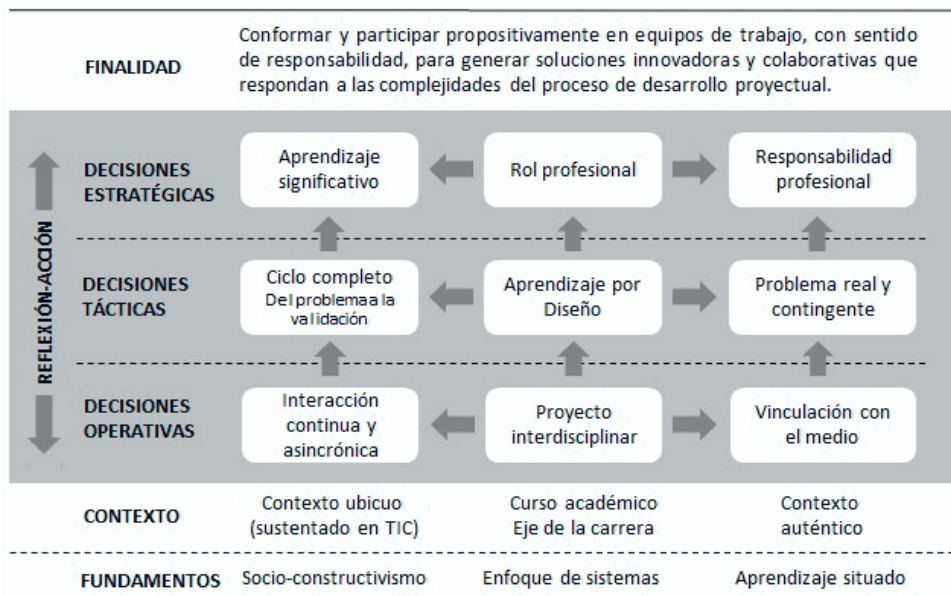 FINALIDAD
Conformar y participar propositivamente en equipos de trabajo, con sentido
de responsabilidad, para generar soluciones innovadoras y colaborativas que
respondan a las complejidades del proceso de desarrollo proyectual.
REFLEXIÓN-ACCIÓN
DECISIONES
ESTRATÉGICAS
Aprendizaje
significativo
Rol profesional
Responsabilidad
profesional
DECISIONES
TÁCTICAS
Ciclo completo
Del problema a la
validación
Aprendizaje por
Diseño
Problema real y
contingente
DECISIONES
OPERATIVAS
Interacción
continua y
asincrónica
Proyecto
interdisciplinar
Vinculación con
el medio
CONTEXTO
Contexto ubicuo
(sustentado en TIC)
Curso académico
Eje de la carrera
Contexto
auténtico
FUNDAMENTOS
Socio-constructivismo
Enfoque de sistemas
Aprendizaje situado